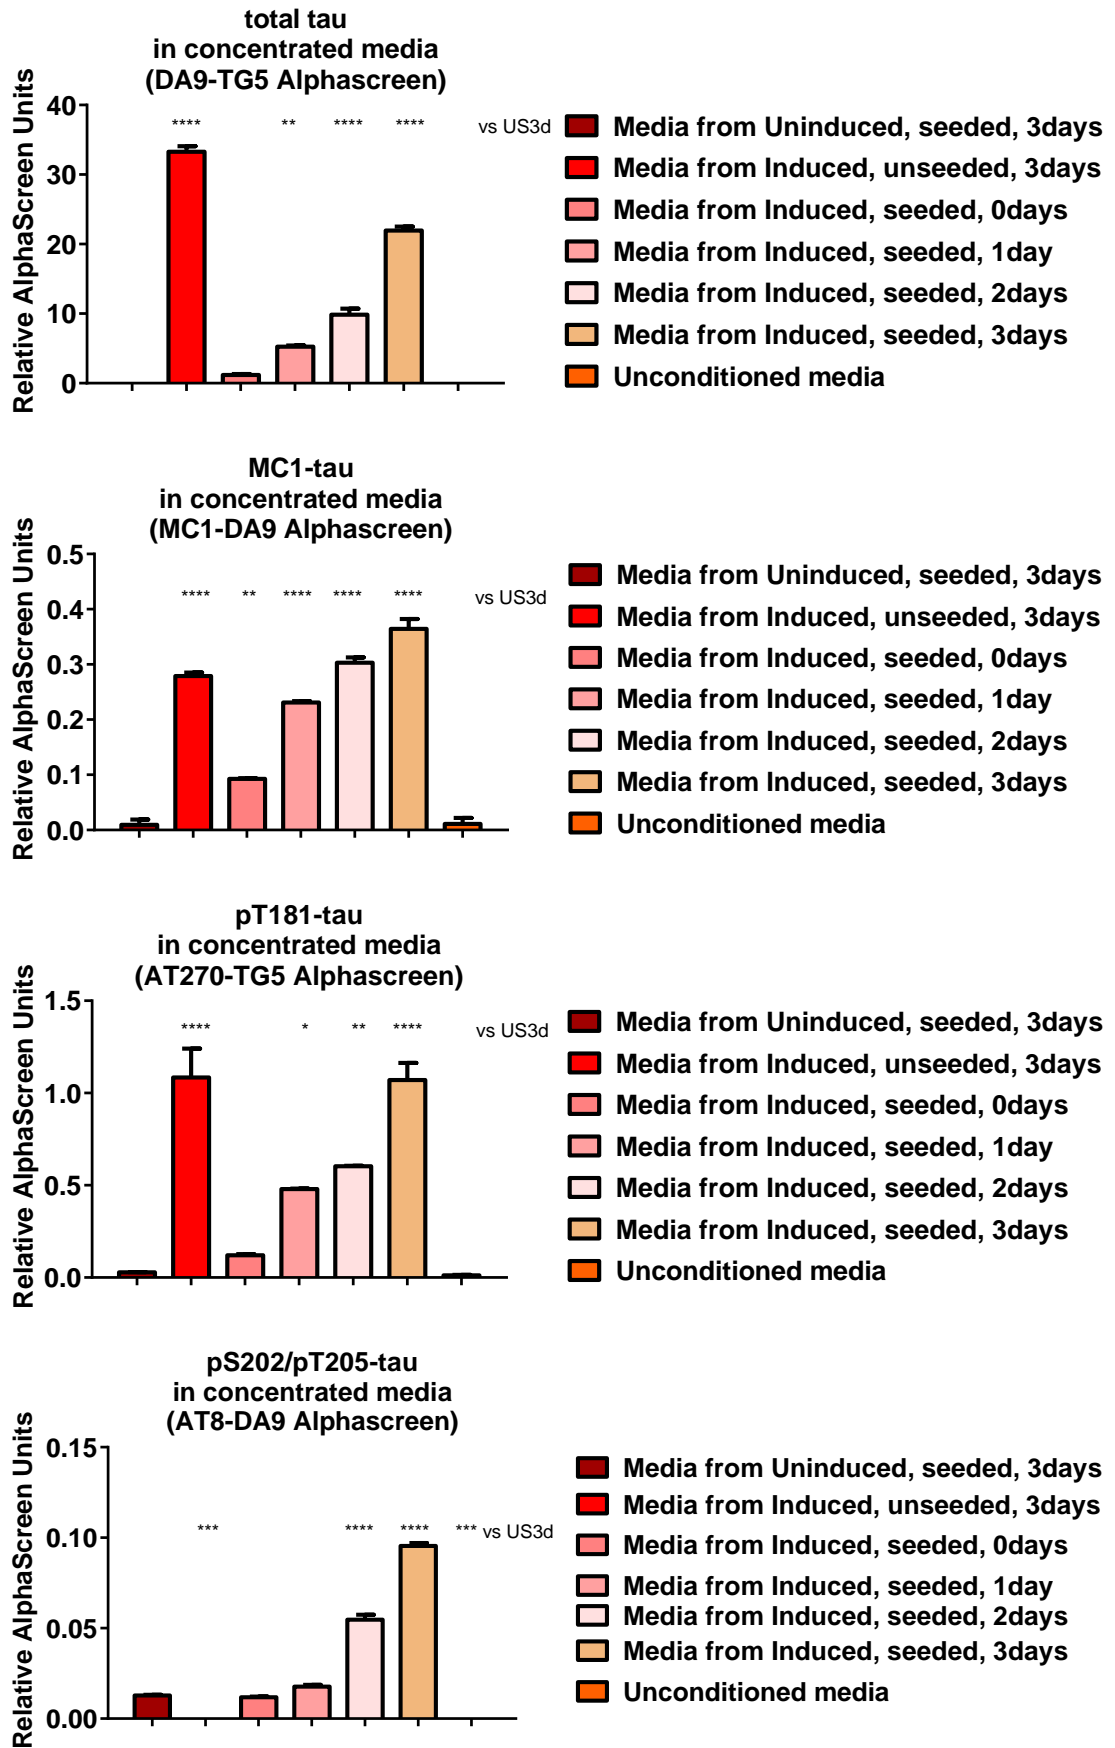 total tau
in concentrated media
(DA9-TG5 Alphascreen)
Relative AlphaScreen Units
40
30
20
10
0
**** ** **** **** vs US3d
Media from Uninduced, seeded, 3days
Media from Induced, unseeded, 3days
Media from Induced, seeded, 0days
Media from Induced, seeded, 1day
Media from Induced, seeded, 2days
Media from Induced, seeded, 3days
Unconditioned media
MC1-tau
in concentrated media
(MC1-DA9 Alphascreen)
Relative AlphaScreen Units
0.5
0.4
0.3
0.2
0.1
0.0
**** ** **** **** **** vs US3d
Media from Uninduced, seeded, 3days
Media from Induced, unseeded, 3days
Media from Induced, seeded, 0days
Media from Induced, seeded, 1day
Media from Induced, seeded, 2days
Media from Induced, seeded, 3days
Unconditioned media
pT181-tau
in concentrated media
(AT270-TG5 Alphascreen)
Relative AlphaScreen Units
1.5
1.0
0.5
0.0
**** * ** **** vs US3d
Media from Uninduced, seeded, 3days
Media from Induced, unseeded, 3days
Media from Induced, seeded, 0days
Media from Induced, seeded, 1day
Media from Induced, seeded, 2days
Media from Induced, seeded, 3days
Unconditioned media
pS202/pT205-tau
in concentrated media
(AT8-DA9 Alphascreen)
Relative AlphaScreen Units
0.15
0.10
0.05
0.00
*** **** **** *** vs US3d
Media from Uninduced, seeded, 3days
Media from Induced, unseeded, 3days
Media from Induced, seeded, 0days
Media from Induced, seeded, 1day
Media from Induced, seeded, 2days
Media from Induced, seeded, 3days
Unconditioned media